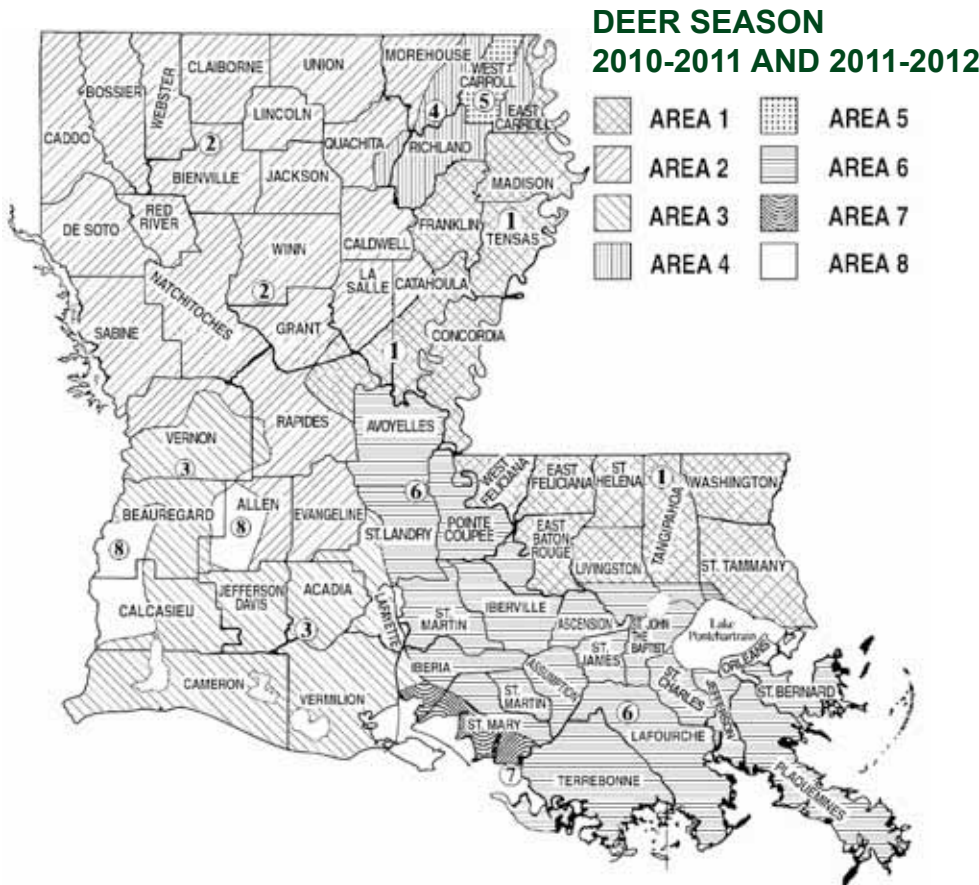 DEER SEASON
2010-2011 AND 2011-2012
AREA 1
AREA 5
AREA 2
AREA 6
AREA 3
AREA 7
AREA 4
AREA 8
MOREHOUSE
UNION
CLAIBORNE
WEST
CARROLL
BOSSIER
WEBSTER
5
EAST
CARROLL
LINCOLN
4
CADDO
2
OUACHITA
RICHLAND
BIENVILLE
JACKSON
MADISON
RED
RIVER
DE SOTO
FRANKLIN
1
TENSAS
WINN
CALDWELL
LA
SALLE
CATAHOULA
NATCHITOCHES
2
SABINE
GRANT
CONCORDIA
1
RAPIDES
AVOYELLES
VERNON
3
WEST
FELICIANA
EAST
FELICIANA
ST
HELENA
1
WASHINGTON
TANGIPAHOA
6
BEAUREGARD
ALLEN
8
EVANGELINE
ST. LANDRY
POINTE
COUPEE
EAST
BATON
ROUGE
8
LIVINGSTON
ST. TAMMANY
CALCASIEU
JEFFERSON
DAVIS
ACADIA
LAFAYETTE
3
ST.
MARTIN
IBERVILLE
ASCENSION
ST. JOHN
THE
BAPTIST
Lake
Pontchartrain
ORLEANS
ST.
JAMES
IBERIA
ASSUMPTION
ST.
CHARLES
JEFFERSON
ST. BERNARD
CAMERON
VERMILION
ST.
MARTIN
ST. MARY
6
LAFOURCHE
7
TERREBONNE
PLAQUEMINES